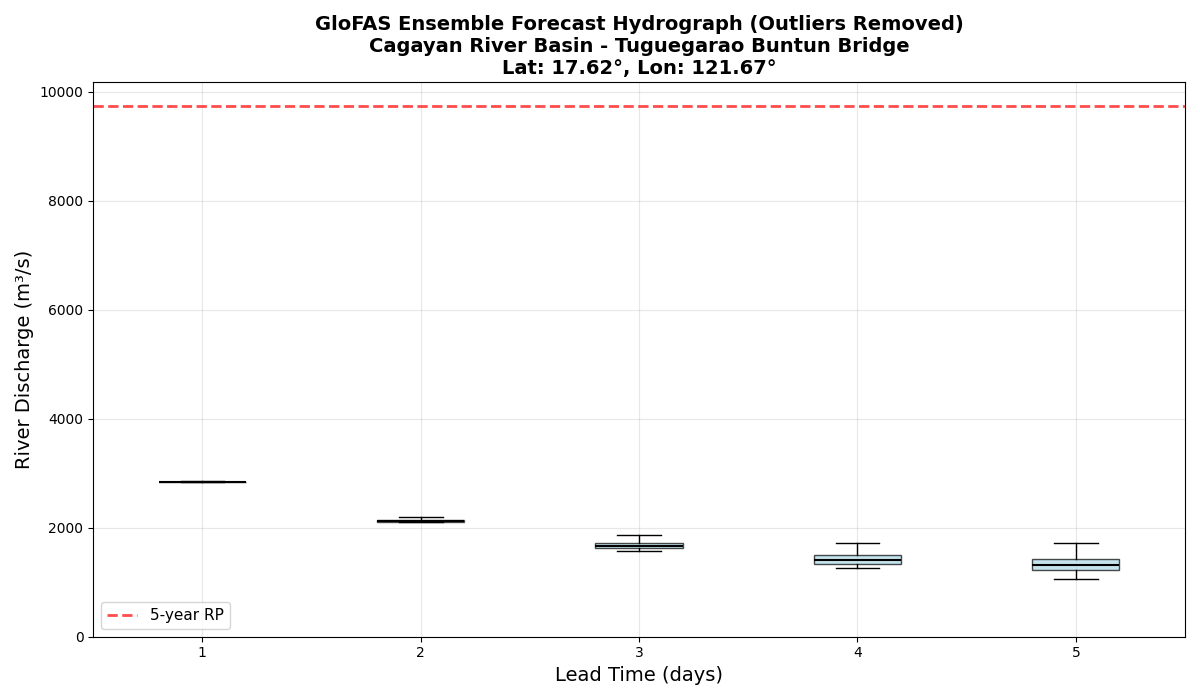 GloFAS Ensemble Forecast Hydrograph (Outliers Removed)
Cagayan River Basin - Tuguegarao Buntun Bridge
Lat: 17.62°, Lon: 121.67°
River Discharge (m³/s)
10000
8000
6000
4000
2000
0
5-year RP
1 2 3 4 5
Lead Time (days)